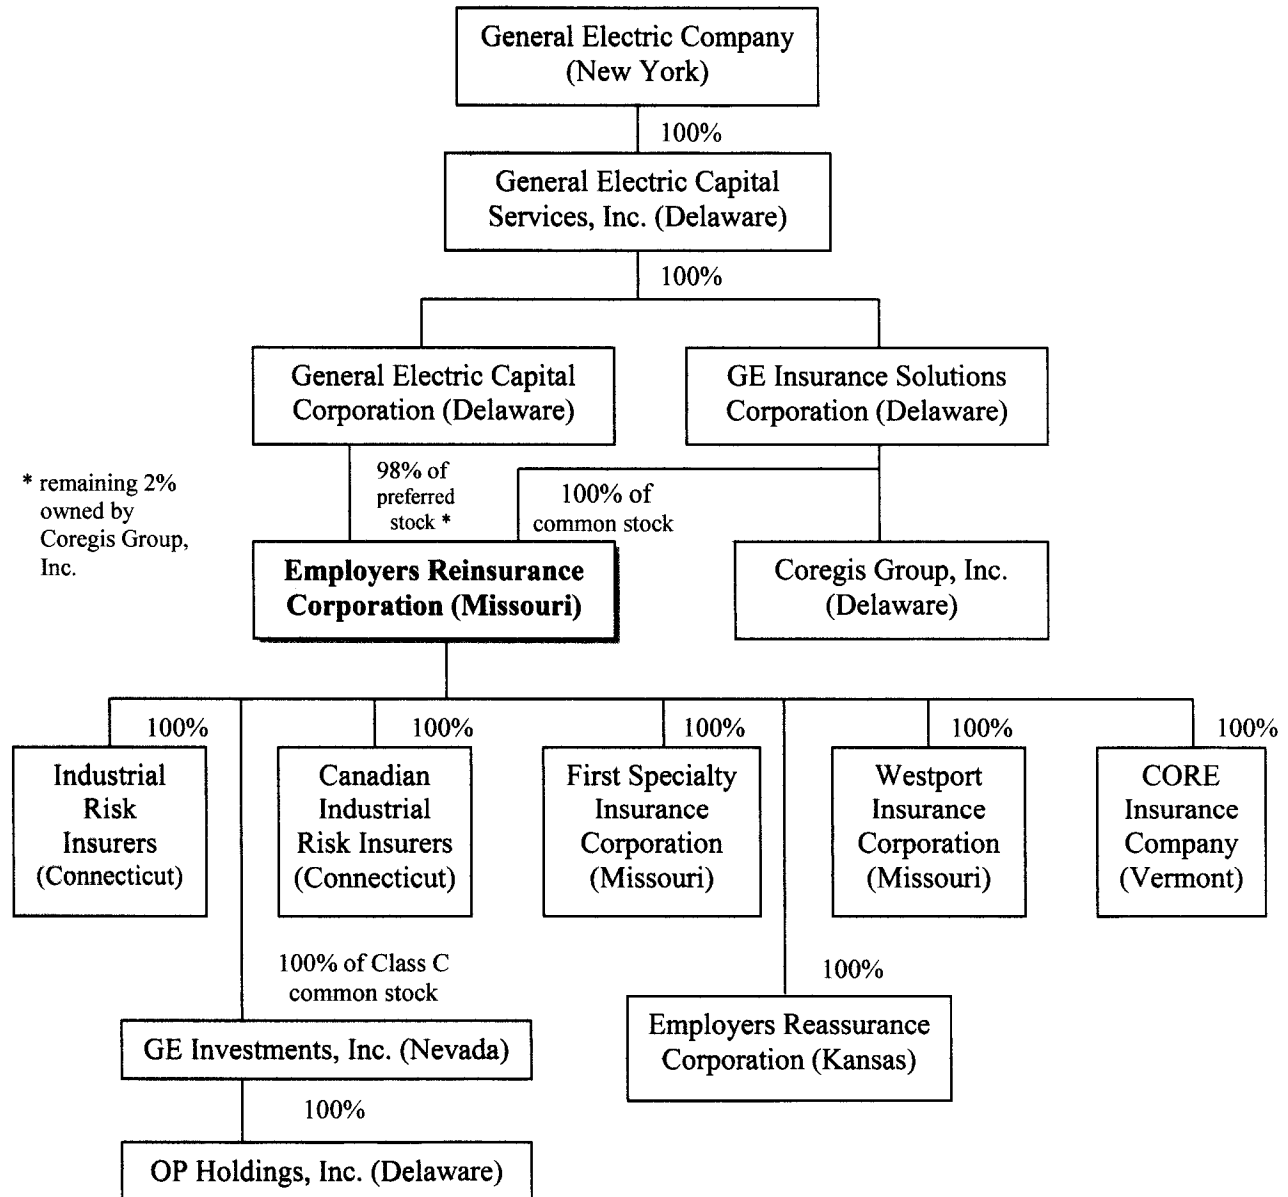 General Electric Company
(New York)
100%
General Electric Capital
Services, Inc. (Delaware)
100%
General Electric Capital
Corporation (Delaware)
GE Insurance Solutions
Corporation (Delaware)
* remaining 2%
owned by
Coregis Group,
Inc.
98% of
preferred
stock *
100% of
common stock
Employers Reinsurance
Corporation (Missouri)
Coregis Group, Inc.
(Delaware)
100%
Industrial
Risk
Insurers
(Connecticut)
100%
Canadian
Industrial
Risk Insurers
(Connecticut)
100%
First Specialty
Insurance
Corporation
(Missouri)
100%
Westport
Insurance
Corporation
(Missouri)
100%
CORE
Insurance
Company
(Vermont)
100% of Class C
common stock
GE Investments, Inc. (Nevada)
100%
Employers Reassurance
Corporation (Kansas)
100%
OP Holdings, Inc. (Delaware)